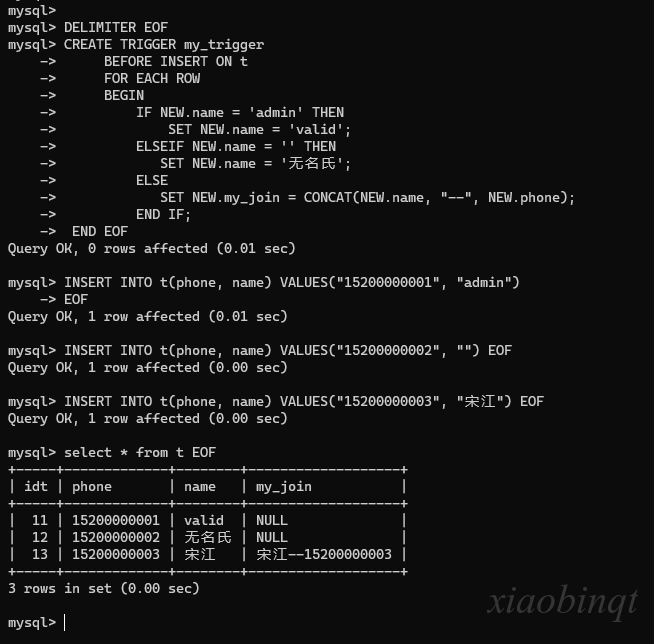 mysql>
mysql> DELIMITER EOF
mysql> CREATE TRIGGER my_trigger
    ->      BEFORE INSERT ON t
    ->      FOR EACH ROW
    ->      BEGIN
    ->          IF NEW.name = 'admin' THEN
    ->              SET NEW.name = 'valid';
    ->          ELSEIF NEW.name = '' THEN
    ->             SET NEW.name = '无名氏';
    ->          ELSE
    ->             SET NEW.my_join = CONCAT(NEW.name, "--", NEW.phone);
    ->          END IF;
    ->  END EOF
Query OK, 0 rows affected (0.01 sec)
mysql> INSERT INTO t(phone, name) VALUES("15200000001", "admin")
    -> EOF
Query OK, 1 row affected (0.01 sec)
mysql> INSERT INTO t(phone, name) VALUES("15200000002", "") EOF
Query OK, 1 row affected (0.00 sec)
mysql> INSERT INTO t(phone, name) VALUES("15200000003", "宋江") EOF
Query OK, 1 row affected (0.00 sec)
mysql> select * from t EOF
+-----+-------------+--------+-------------------+
| idt | phone       | name   | my_join           |
+-----+-------------+--------+-------------------+
|  11 | 15200000001 | valid  | NULL              |
|  12 | 15200000002 | 无名氏 | NULL              |
|  13 | 15200000003 | 宋江   | 宋江--15200000003 |
+-----+-------------+--------+-------------------+
3 rows in set (0.00 sec)
xiaobinqt
mysql>